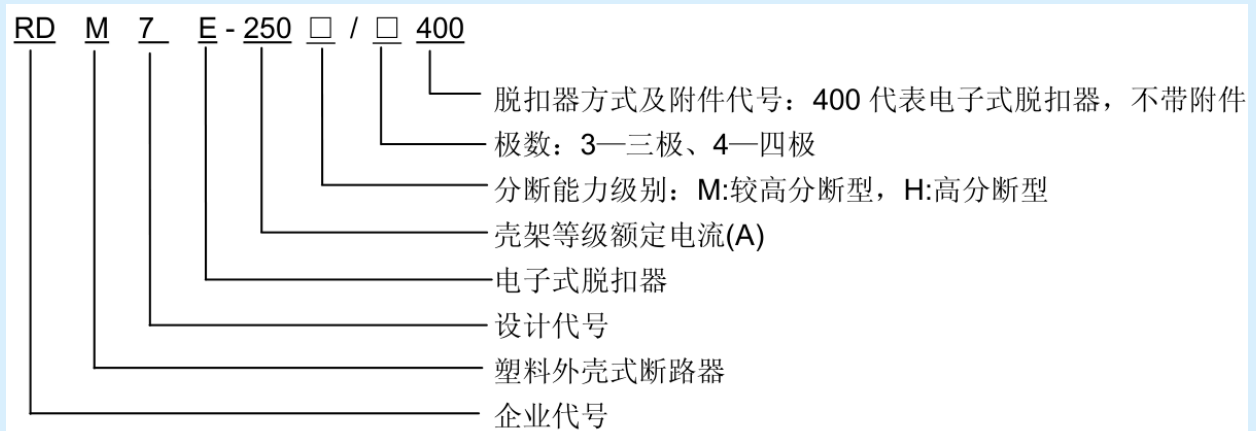 RD M 7 E - 250 □ / □ 400
脱扣器方式及附件代号：400 代表电子式脱扣器，不带附件
极数：3—三极、4—四极
分断能力级别：M:较高分断型，H:高分断型
壳架等级额定电流(A)
电子式脱扣器
设计代号
塑料外壳式断路器
企业代号